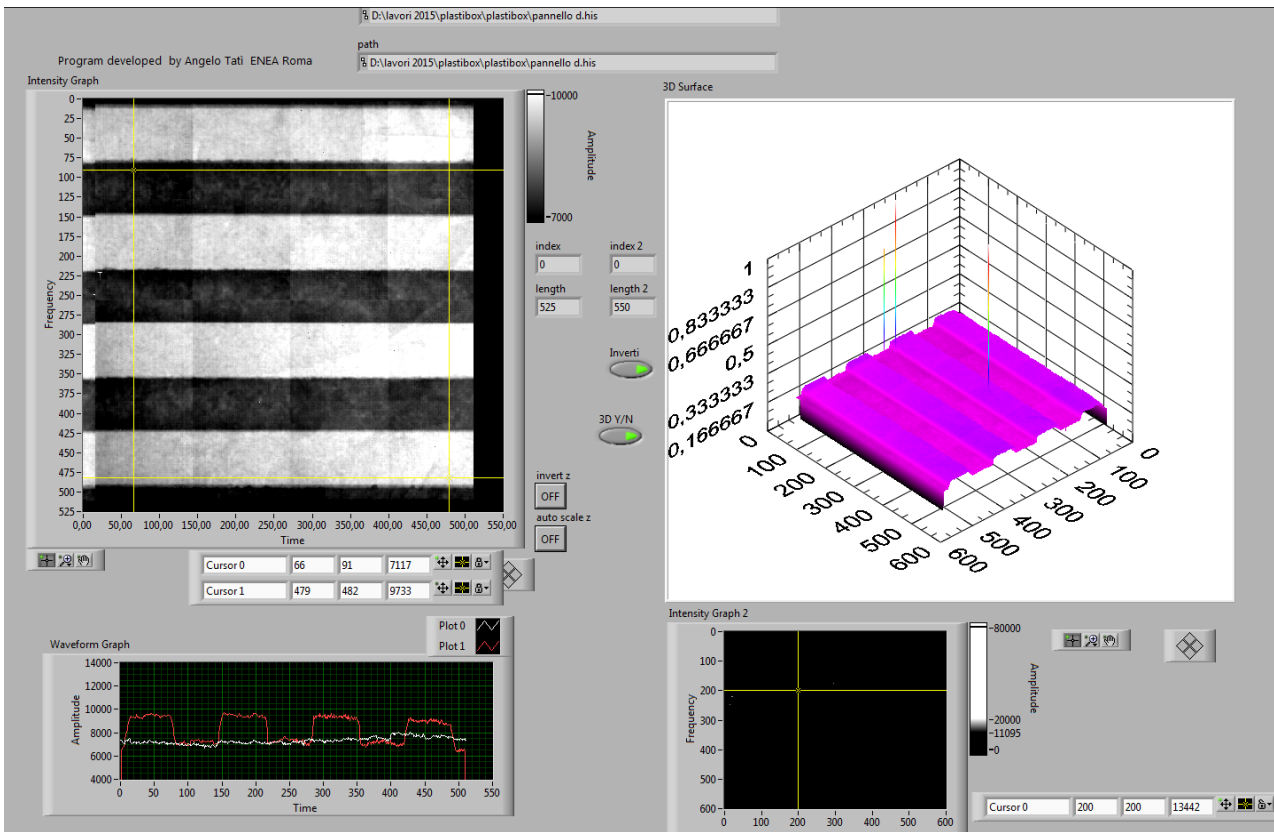 D:\lavori 2015\plastibox\plastibox\pannello d.his
path
Program developed by Angelo Tatì ENEA Roma
D:\lavori 2015\plastibox\plastibox\pannello d.his
Intensity Graph
3D Surface
0
25
50
75
100
125
150
175
200
225
250
275
300
325
350
375
400
425
450
475
500
525
Frequency
0,00 50,00 100,00 150,00 200,00 250,00 300,00 350,00 400,00 450,00 500,00 550,00
Time
10000
7000
Amplitude
index index 2
0 0
length length 2
525 550
Inverti
3D Y/N
invert z
OFF
auto scale z
OFF
1
0,833333
0,666667
0,5
0,333333
0,166667
0
100
200
300
400
500
600
0
100
200
300
400
500
600
Cursor 0 66 91 7117
Cursor 1 479 482 9733
Plot 0
Plot 1
Waveform Graph
14000
12000
10000
8000
6000
4000
Amplitude
0 50 100 150 200 250 300 350 400 450 500 550
Time
Intensity Graph 2
0
100
200
300
400
500
600
Frequency
0 100 200 300 400 500 600
80000
20000
11095
0
Amplitude
Cursor 0 200 200 13442